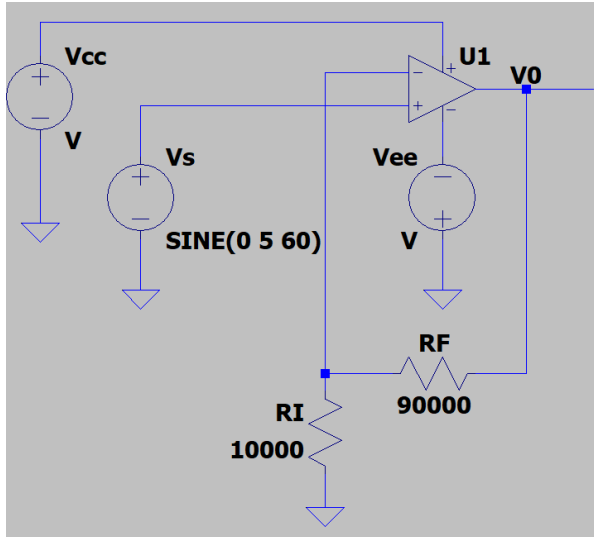 Vcc
V
Vs
SINE(0 5 60)
U1
V0
Vee
V
RF
90000
RI
10000